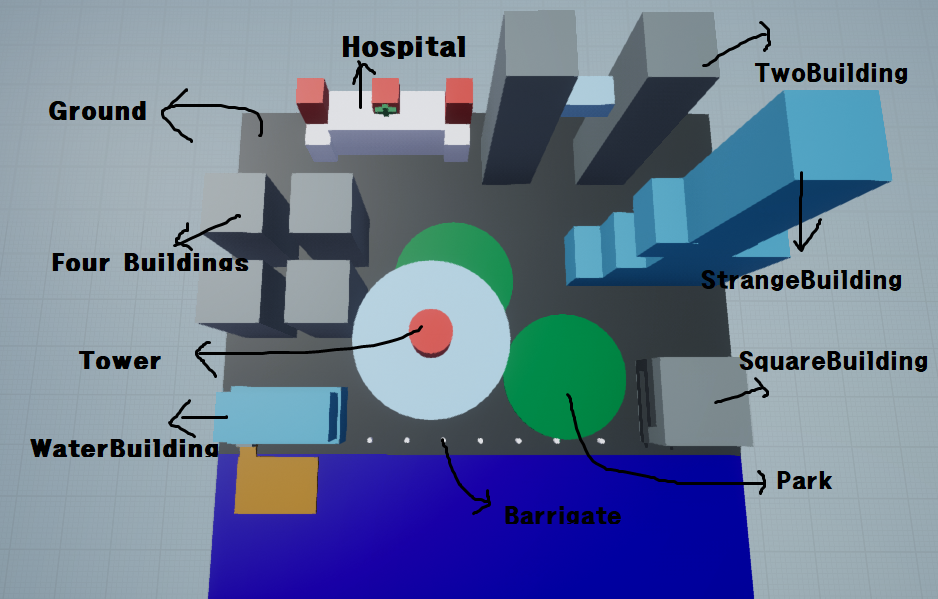 Hospital
TwoBuilding
Ground
Four Buildings
StrangeBuilding
Tower
SquareBuilding
WaterBuilding
Park
Barrigate